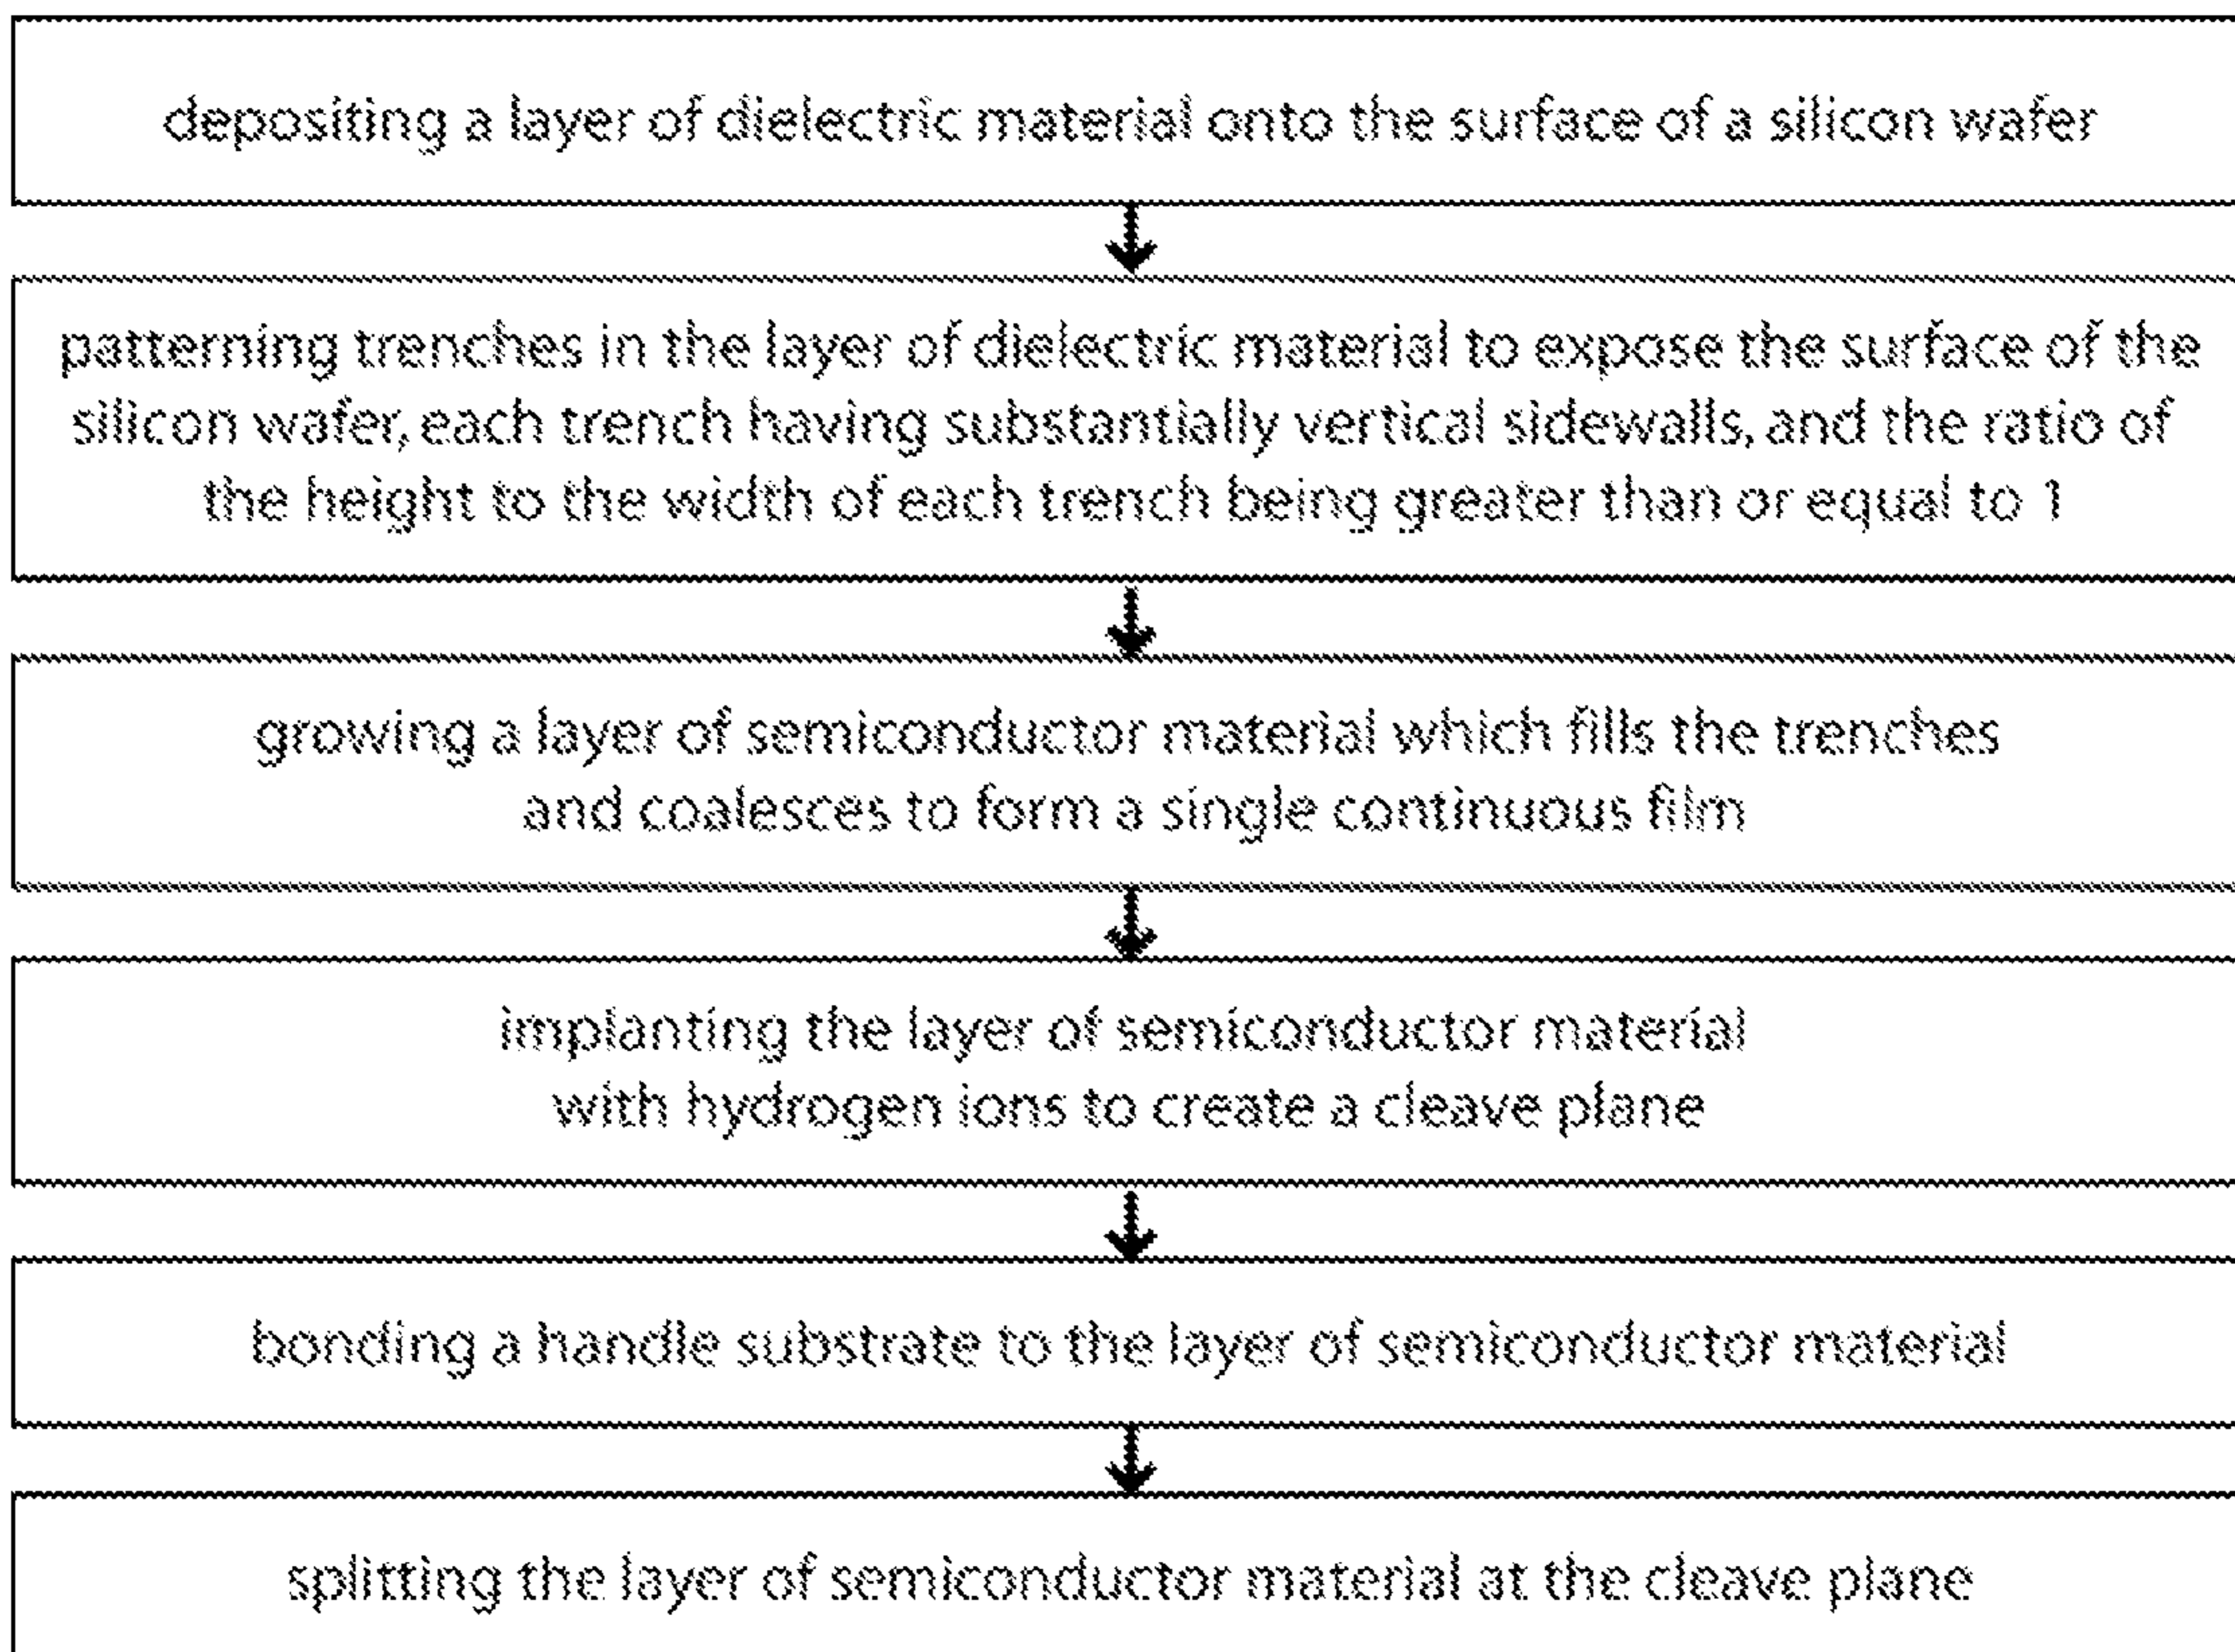 depositing a layer of dielectric material onto the surface of a silicon wafer
patterning trenches in the layer of dielectric material to expose the surface of the
silicon wafer, each trench having substantially vertical sidewalls, and the ratio of
the height to the width of each trench being greater than or equal to 1
growing a layer of semiconductor material which fills the trenches
and coalesces to form a single continuous film
implanting the layer of semiconductor material
with hydrogen ions to create a cleave plane
bonding a handle substrate to the layer of semiconductor material
splitting the layer of semiconductor material at the cleave plane